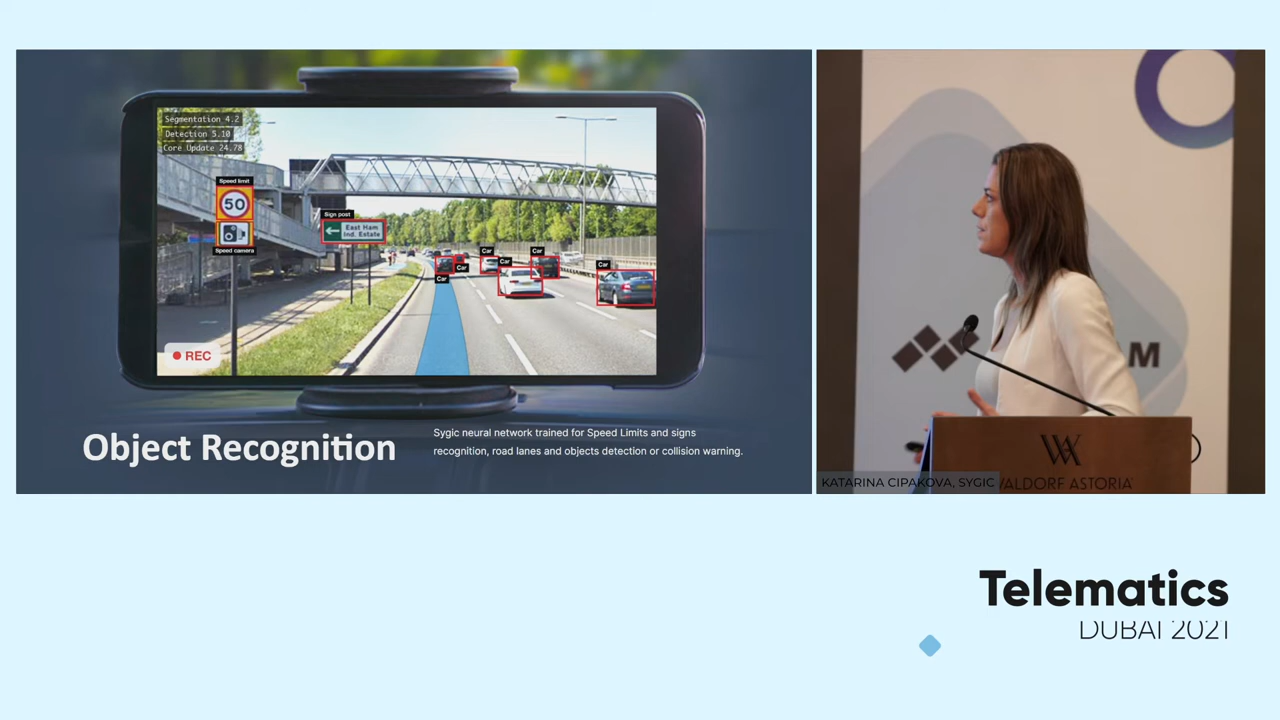 Segmentation 4.2
Detection 5.10
Core Update 24.78
Speed limit
50
Speed camera
Sign post
East Ham
Ind. Estate
Car
Car
Car
Car
Car
Car
REC
Object Recognition
Sygic neural network trained for Speed Limits and signs
recognition, road lanes and objects detection or collision warning.
M
WA
WALDORF ASTORIA
KATARINA CIPAKOVA, SYGIC
Telematics
DUBAI 2021